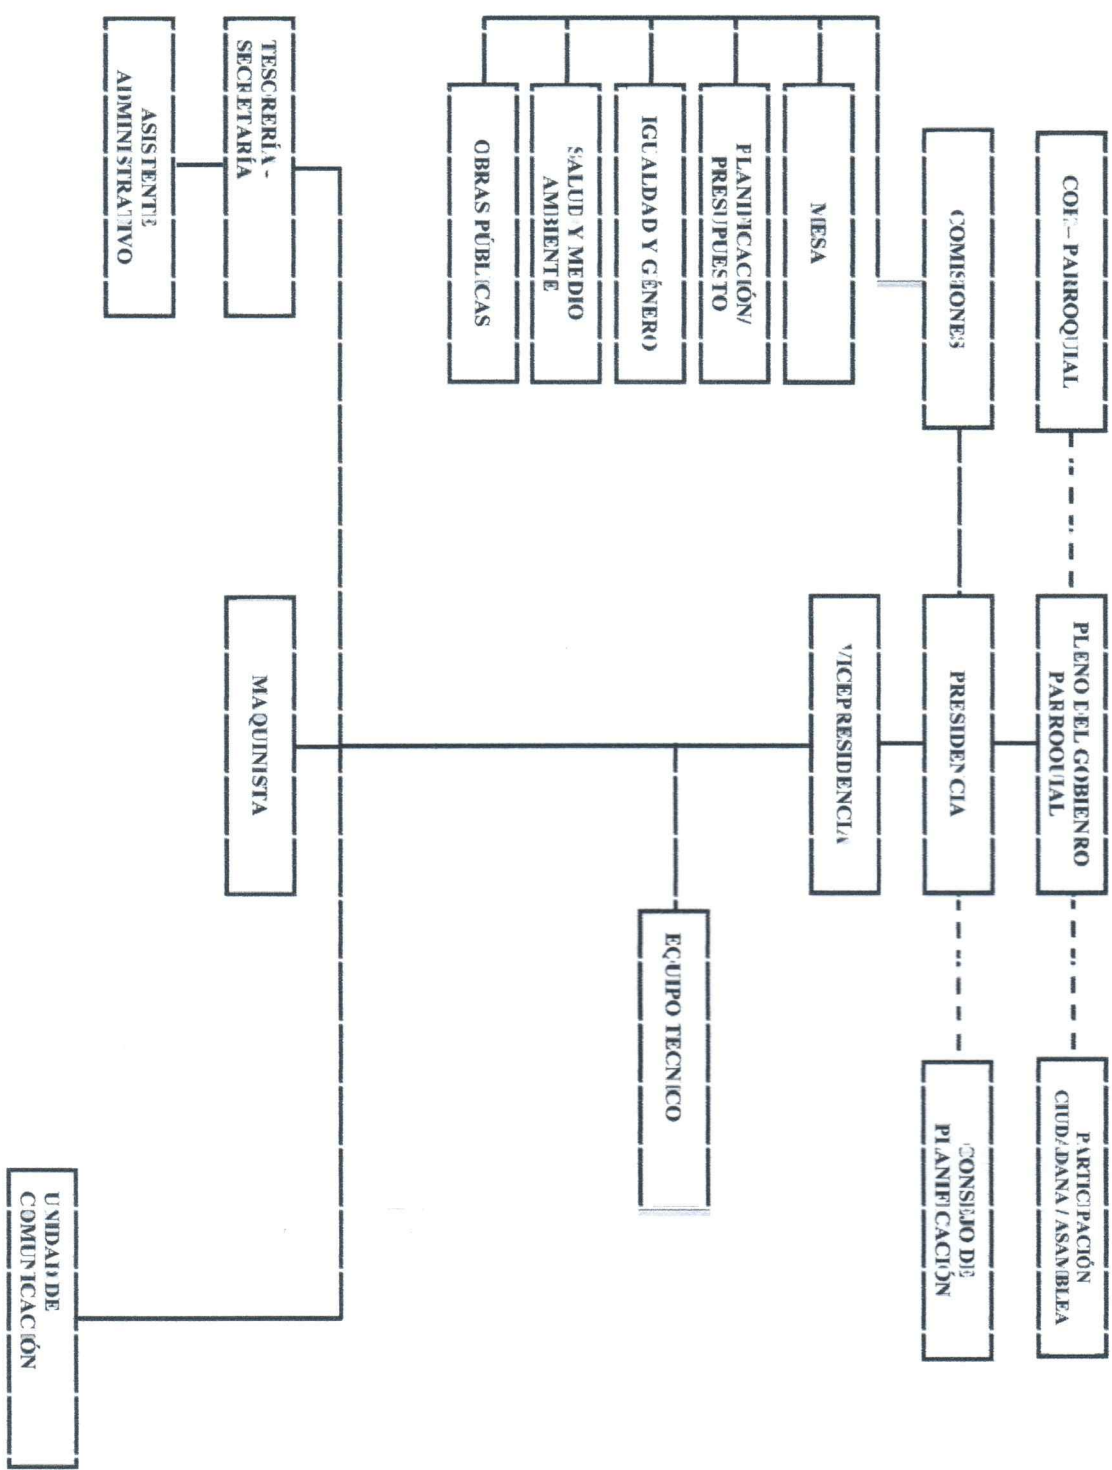 COE – PARROQUIAL
PLENO DEL GOBIENRO
PARROQUIAL
PARTICIPACIÓN
CIUDADANA / ASAMBLEA
COMISIONES
PRESIDENCIA
CONSEJO DE
PLANIFICACIÓN
VICEPRESIDENCIA
MESA
PLANIFICACIÓN/
PRESUPUESTO
IGUALDAD Y GÉNERO
SALUD Y MEDIO
AMBIENTE
OBRAS PÚBLICAS
EQUIPO TECNICO
TESORERÍA -
SECRETARÍA
MAQUINISTA
ASISTENTE
ADMINISTRATIVO
UNIDAD DE
COMUNICACIÓN